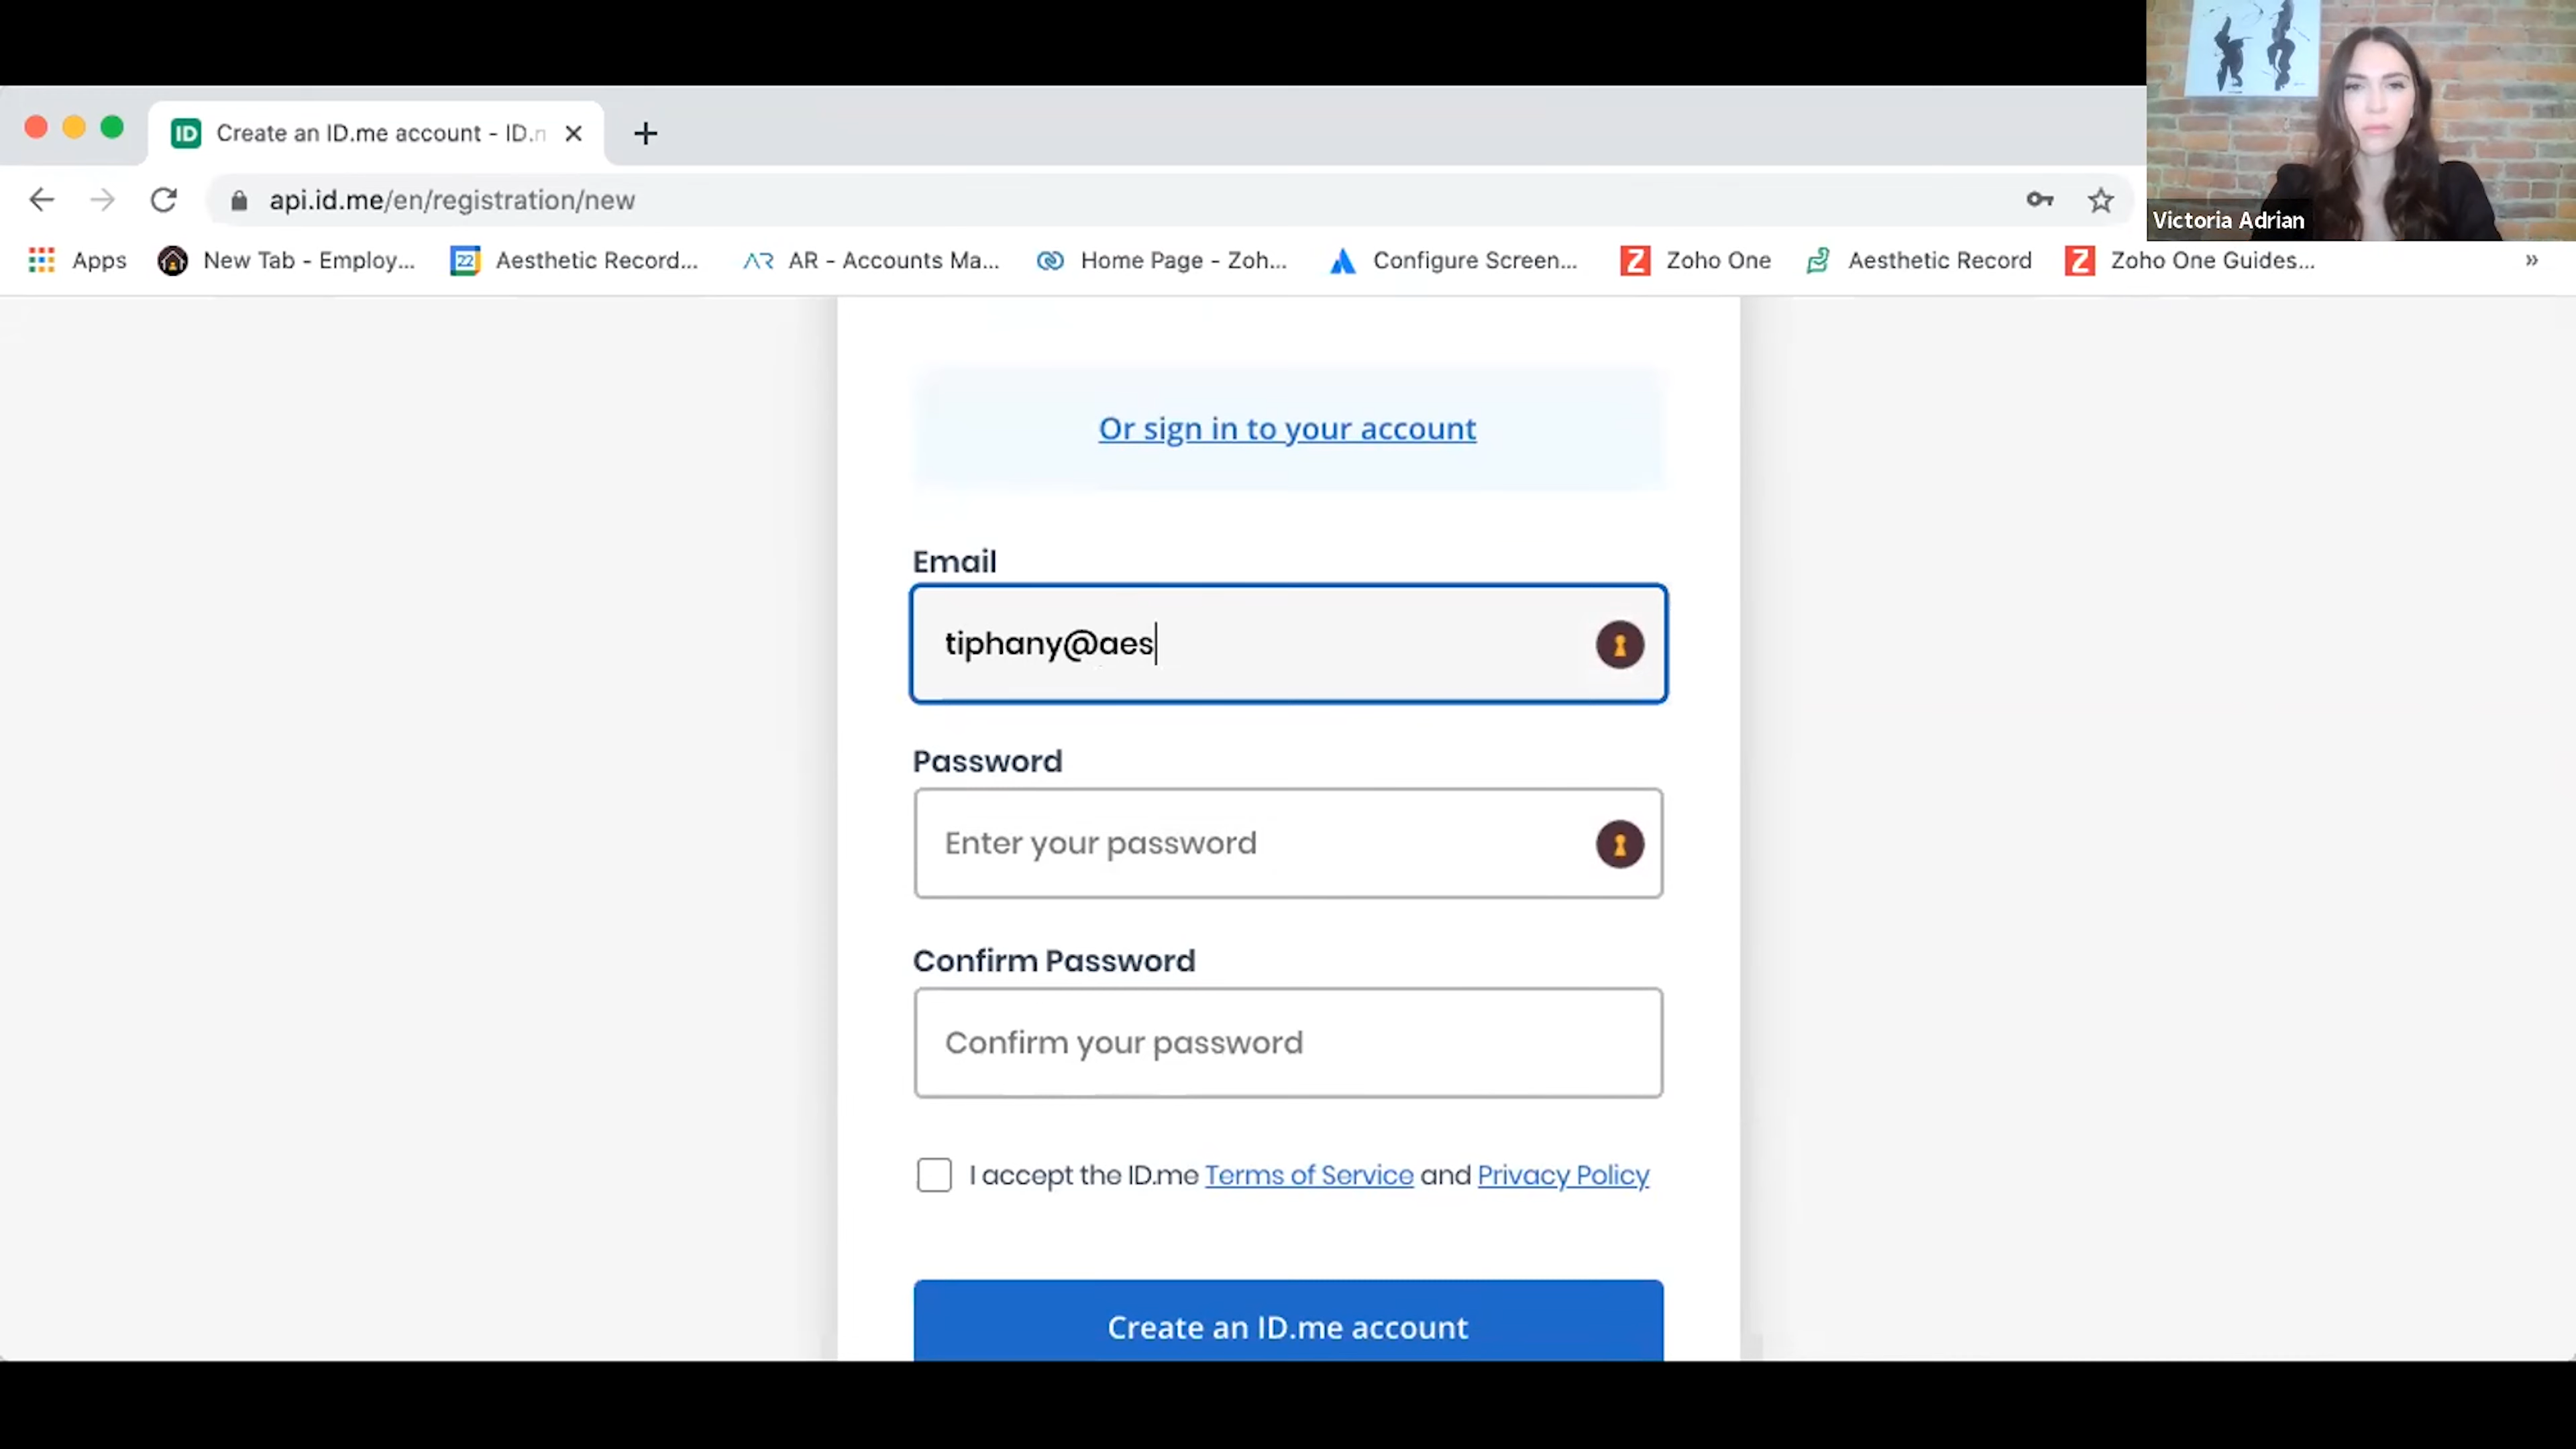 ID Create an ID.me account - ID.n
api.id.me/en/registration/new
Victoria Adrian
Apps New Tab - Employ... 22 Aesthetic Record... AR AR - Accounts Ma... Home Page - Zoh... Configure Screen... Z Zoho One Aesthetic Record Z Zoho One Guides... »
Or sign in to your account
Email
tiphany@aes
Password
Enter your password
Confirm Password
Confirm your password
I accept the ID.me Terms of Service and Privacy Policy
Create an ID.me account